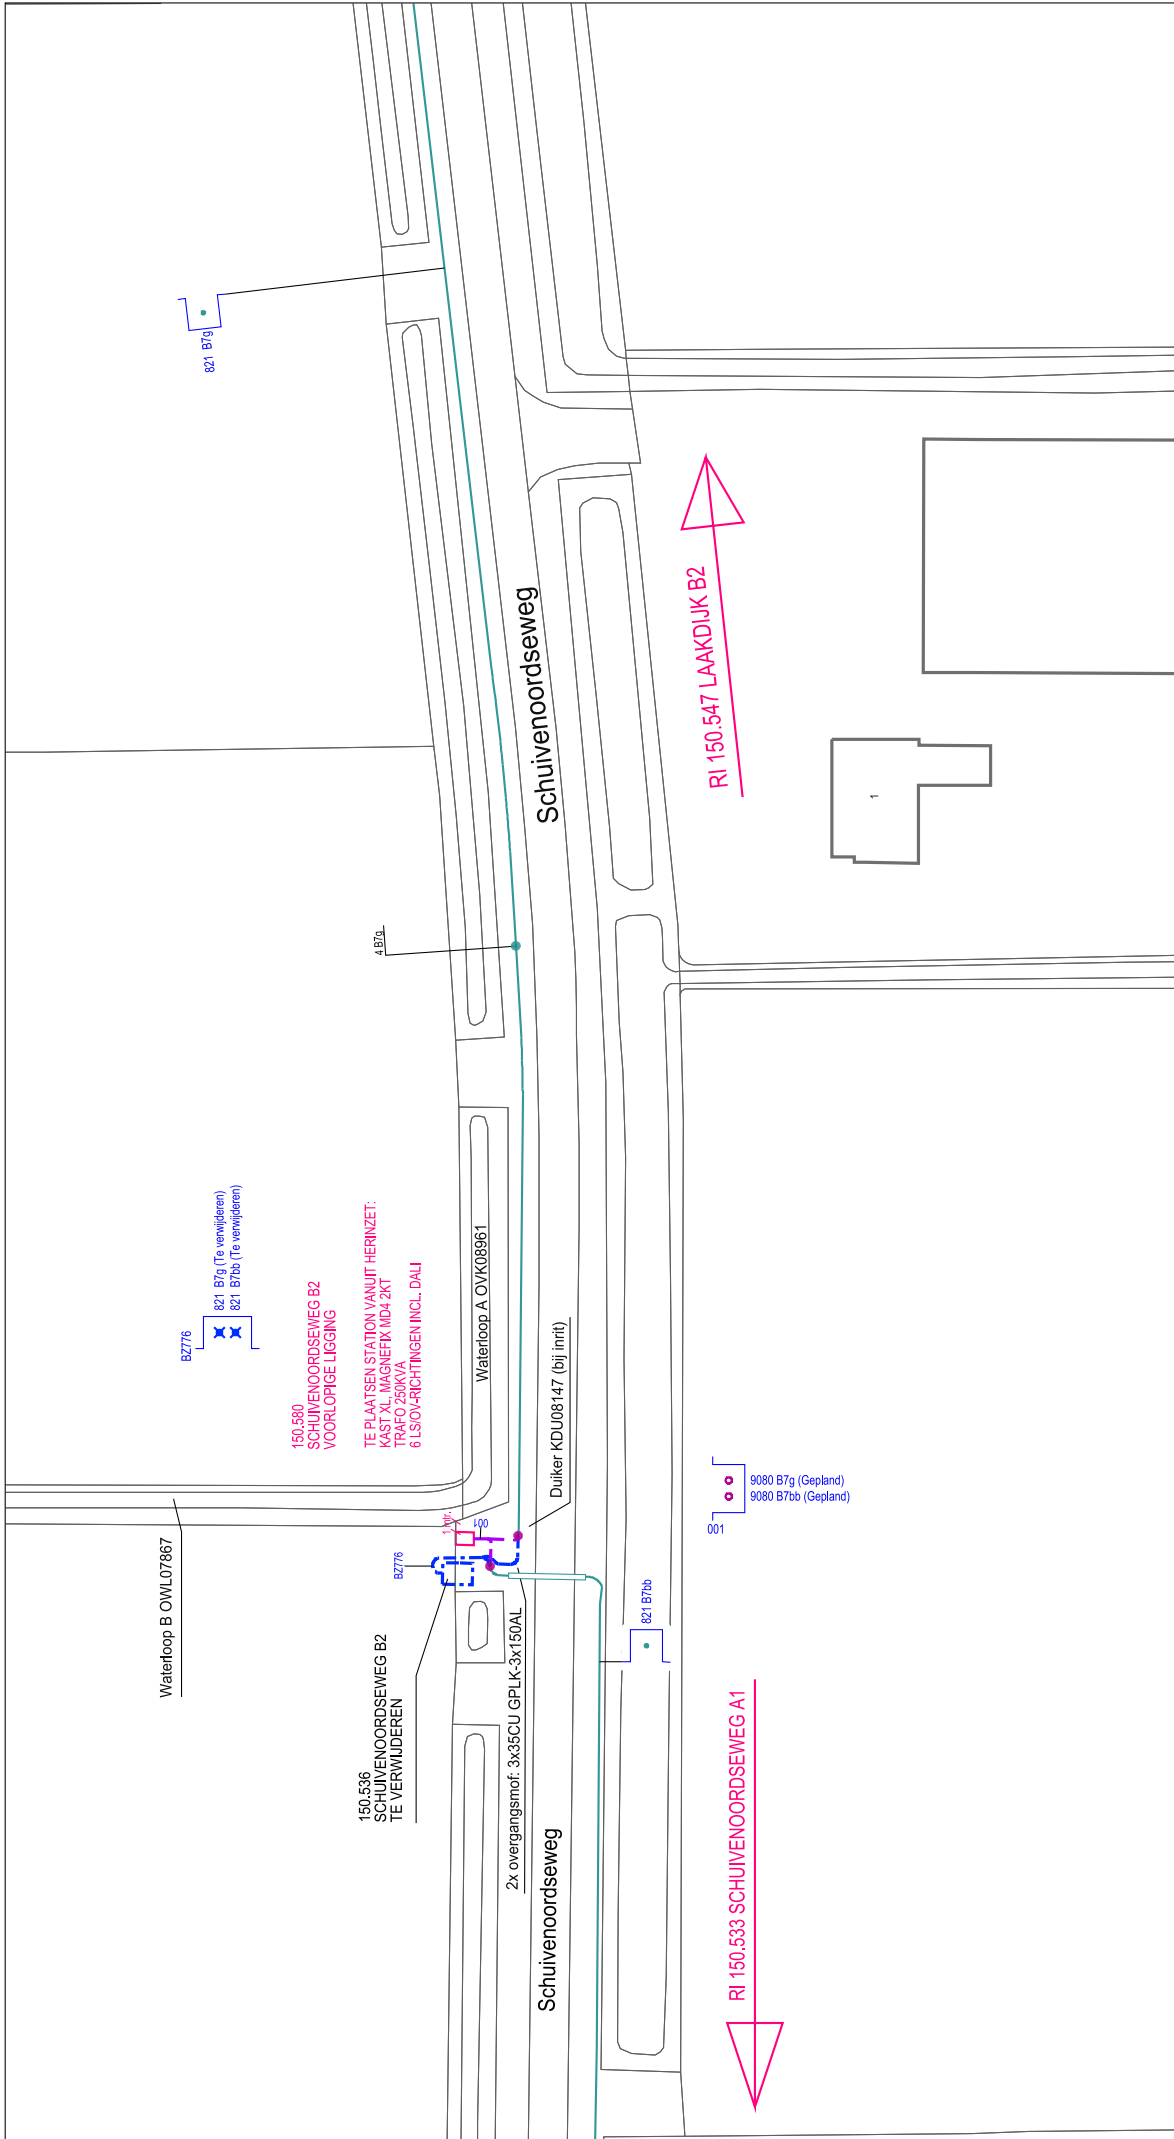 821 B7g
RI 150.547 LAAKDIJK B2
Schuivenoordseweg
1
4 B7g
BZ776
821 B7g (Te verwijderen)
821 B7bb (Te verwijderen)
150.580
SCHUIVENOORDSEWEG B2
VOORLOPIGE LIGGING
TE PLAATSEN STATION VANUIT HERINZET:
KAST XL, MAGNEFIX MD4 2KT
TRAFO 250KVA
6 LS/OV-RICHTINGEN INCL. DALI
Waterloop A OVK08961
Duiker KDU08147 (bij inrit)
9080 B7g (Gepland)
9080 B7bb (Gepland)
001
1 mtr.
001
BZ776
Waterloop B OWL07867
821 B7bb
150.536
SCHUIVENOORDSEWEG B2
TE VERWIJDEREN
2x overgangsmof: 3x35CU GPLK-3x150AL
Schuivenoordseweg
RI 150.533 SCHUIVENOORDSEWEG A1